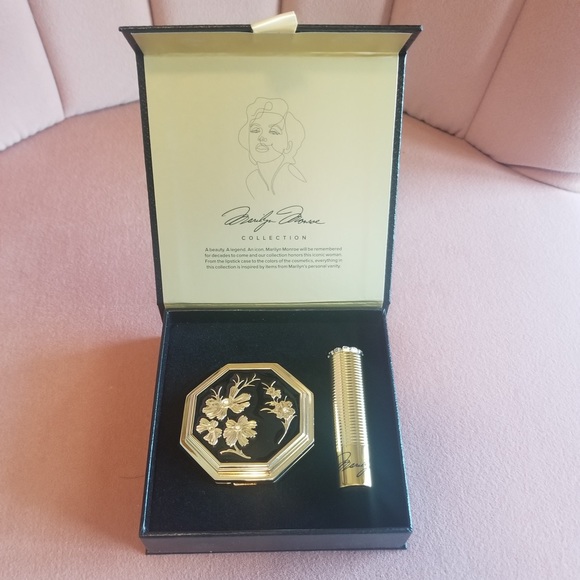 Marilyn Monroe
COLLECTION
A beauty. A legend. An icon. Marilyn Monroe will be remembered
for decades to come and our collection honors this iconic woman.
From the lipstick case to the colors of the cosmetics, everything in
this collection is inspired by items from Marilyn's personal vanity.
Marilyn